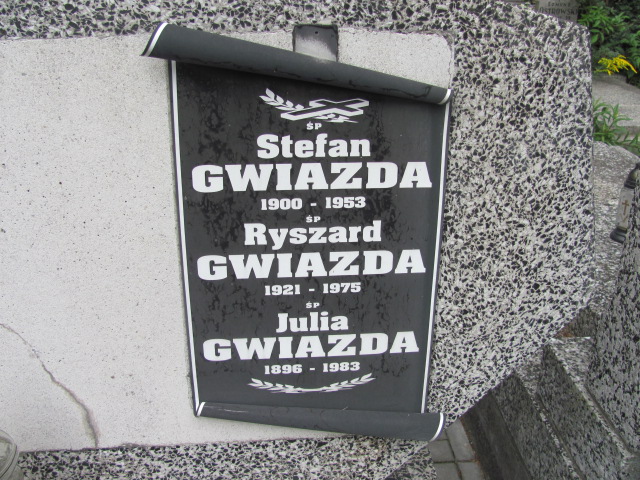 ŚP
Stefan
GWIAZDA
1900 - 1953
ŚP
Ryszard
GWIAZDA
1921 - 1975
ŚP
Julia
GWIAZDA
1896 - 1983